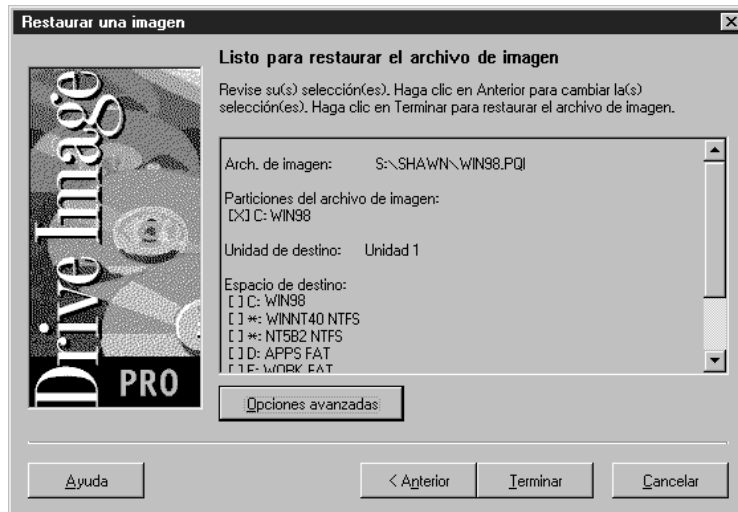 Restaurar una imagen
Drive Image
PRO
Listo para restaurar el archivo de imagen
Revise su(s) selección(es). Haga clic en Anterior para cambiar la(s)
selección(es). Haga clic en Terminar para restaurar el archivo de imagen.
Arch. de imagen: S:\SHAWN\WIN98.PQI
Particiones del archivo de imagen:
[X] C: WIN98
Unidad de destino: Unidad 1
Espacio de destino:
[ ] C: WIN98
[ ] *: WINNT40 NTFS
[ ] *: NT5B2 NTFS
[ ] D: APPS FAT
[ ] E: WORK FAT
Opciones avanzadas
Ayuda
< Anterior
Terminar
Cancelar